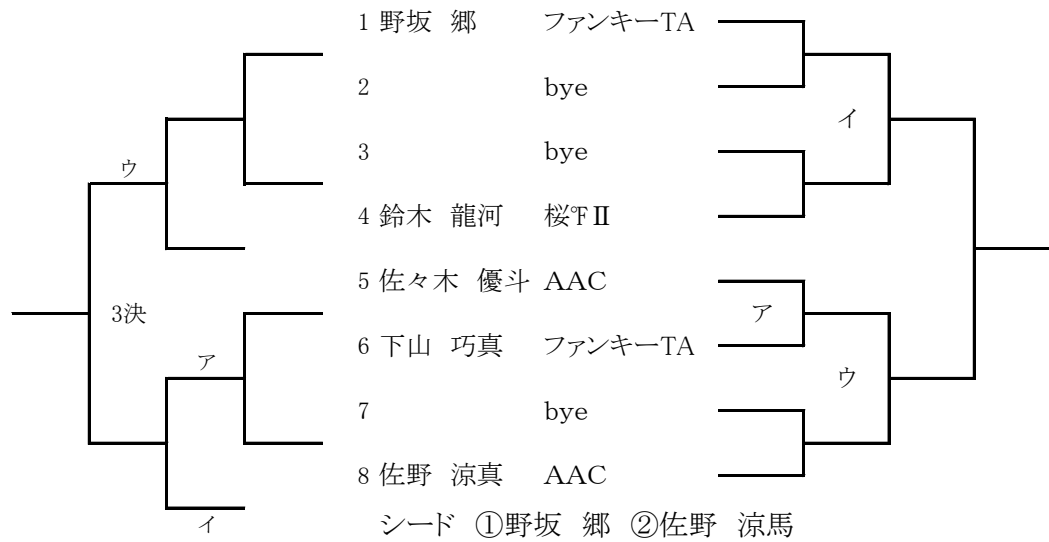 1 野坂　郷　ファンキーTA
2　bye
イ
3　bye
ウ
4 鈴木　龍河　桜℉Ⅱ
5 佐々木　優斗　AAC
3決
ア
6 下山　巧真　ファンキーTA
ア
ウ
7　bye
8 佐野　涼真　AAC
イ
シード　①野坂　郷　②佐野　涼馬